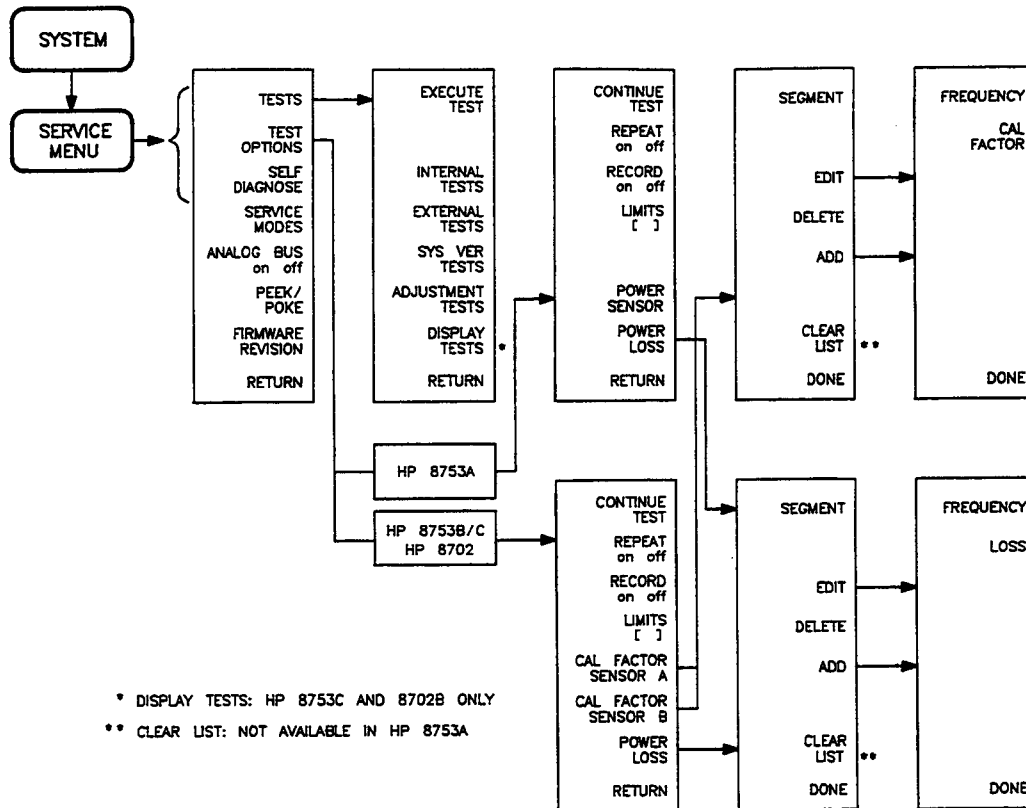 SYSTEM
SERVICE
MENU
TESTS
TEST
OPTIONS
SELF
DIAGNOSE
SERVICE
MODES
ANALOG BUS
on off
PEEK/
POKE
FIRMWARE
REVISION
RETURN
EXECUTE
TEST
INTERNAL
TESTS
EXTERNAL
TESTS
SYS VER
TESTS
ADJUSTMENT
TESTS
DISPLAY
TESTS *
RETURN
HP 8753A
HP 8753B/C
HP 8702
CONTINUE
TEST
REPEAT
on off
RECORD
on off
LIMITS
[ ]
POWER
SENSOR
POWER
LOSS
RETURN
SEGMENT
EDIT
DELETE
ADD
CLEAR
LIST **
DONE
FREQUENCY
CAL
FACTOR
DONE
CONTINUE
TEST
REPEAT
on off
RECORD
on off
LIMITS
[ ]
CAL FACTOR
SENSOR A
CAL FACTOR
SENSOR B
POWER
LOSS
RETURN
SEGMENT
EDIT
DELETE
ADD
CLEAR
LIST **
DONE
FREQUENCY
LOSS
DONE
* DISPLAY TESTS: HP 8753C AND 8702B ONLY
** CLEAR LIST: NOT AVAILABLE IN HP 8753A